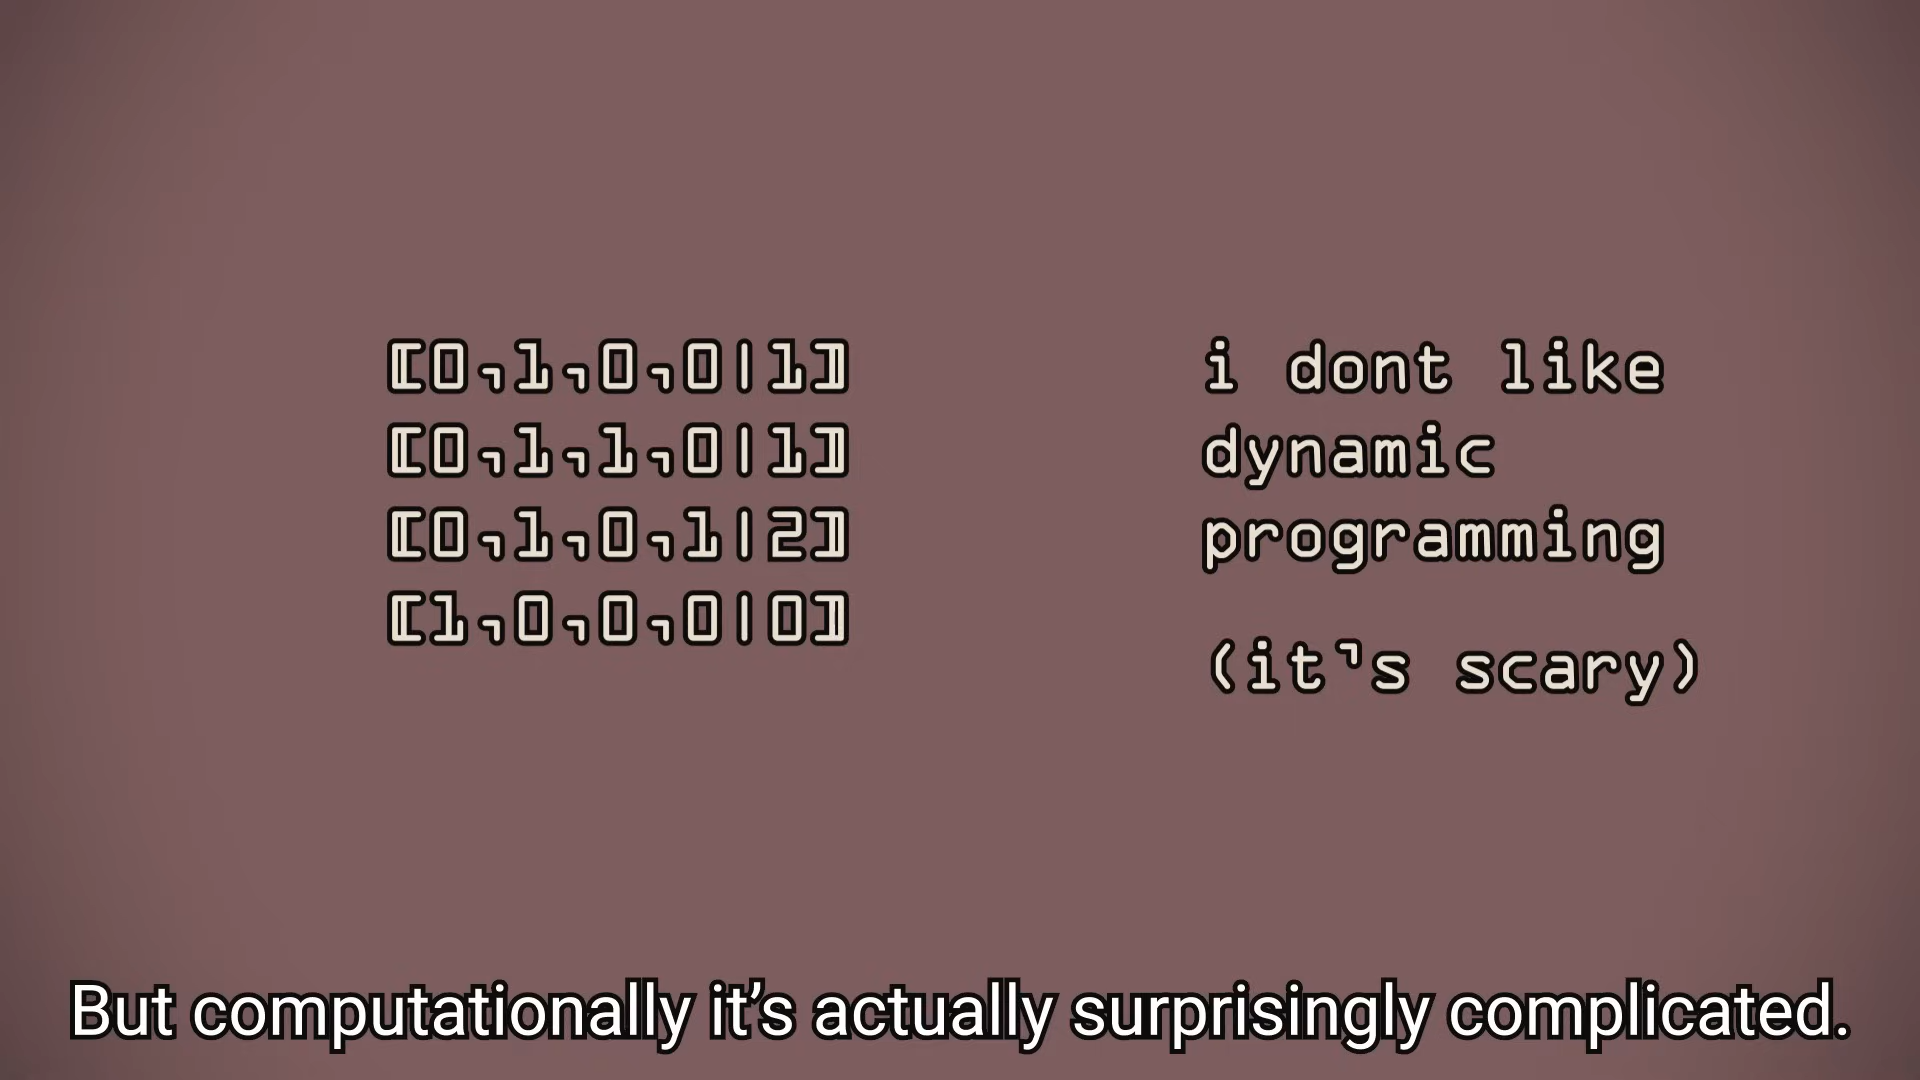 [0,1,0,0|1]
[0,1,1,0|1]
[0,1,0,1|2]
[1,0,0,0|0]
i dont like
dynamic
programming
(it's scary)
But computationally it’s actually surprisingly complicated.